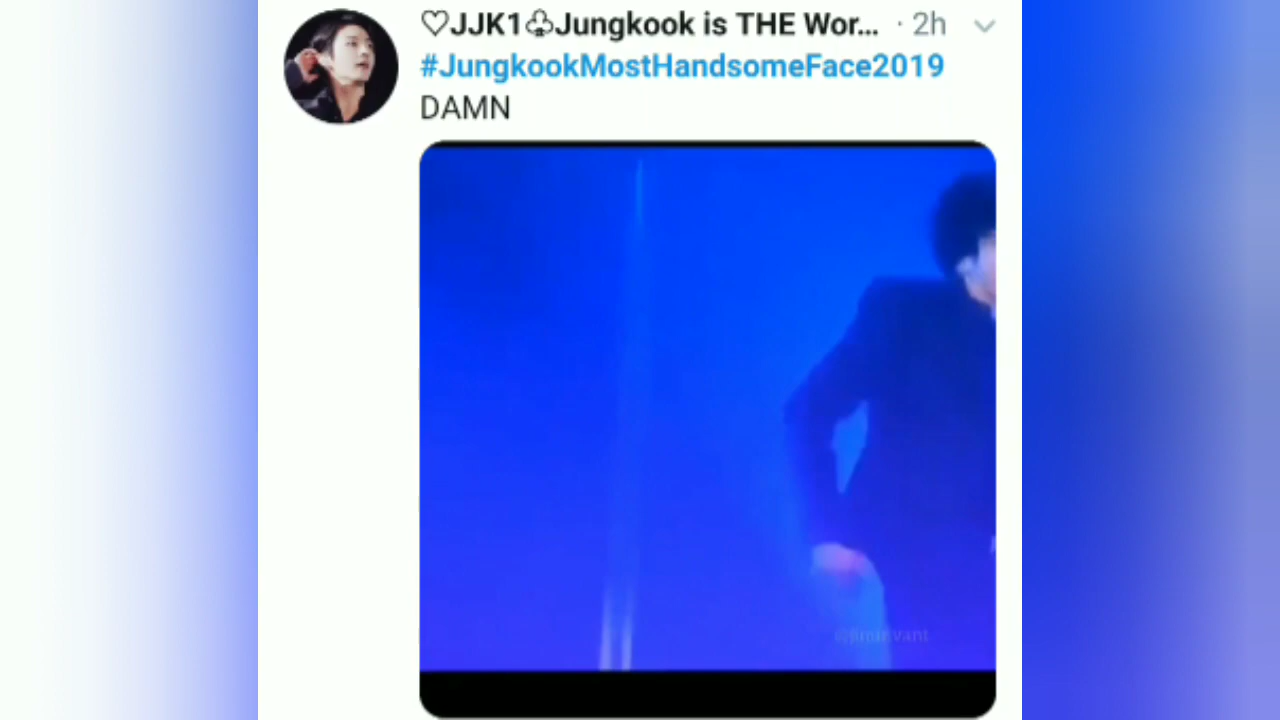 ♡JJK1♧Jungkook is THE Wor... · 2h
#JungkookMostHandsomeFace2019
DAMN